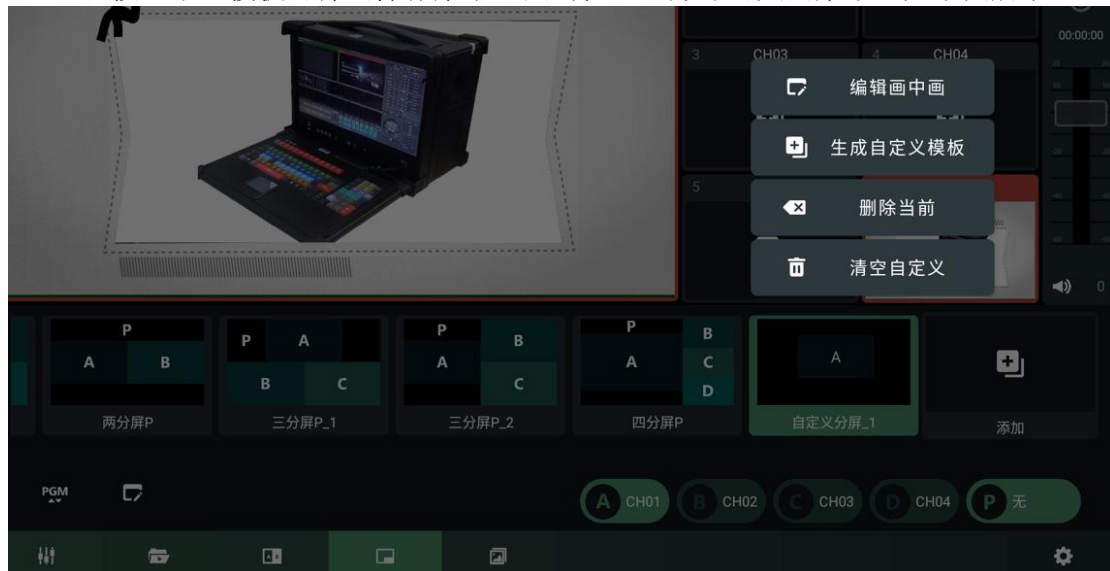 00:00:00
3 CH03 4 CH04
编辑画中画
生成自定义模板
5
删除当前
清空自定义
0
P
A B
两分屏P
P A
B C
三分屏P_1
P
A B
C
三分屏P_2
P
A B
C
D
四分屏P
A
自定义分屏_1
添加
PGM
A CH01 B CH02 C CH03 D CH04 P 无
A B